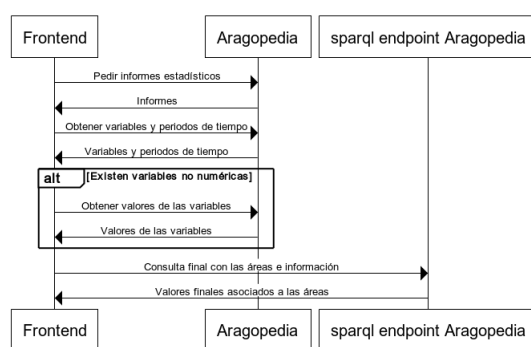 Frontend Aragopedia sparql endpoint Aragopedia
Pedir informes estadísticos
Informes
Obtener variables y periodos de tiempo
Variables y periodos de tiempo
alt [Existen variables no numéricas]
Obtener valores de las variables
Valores de las variables
Consulta final con las áreas e información
Valores finales asociados a las áreas
Frontend Aragopedia sparql endpoint Aragopedia